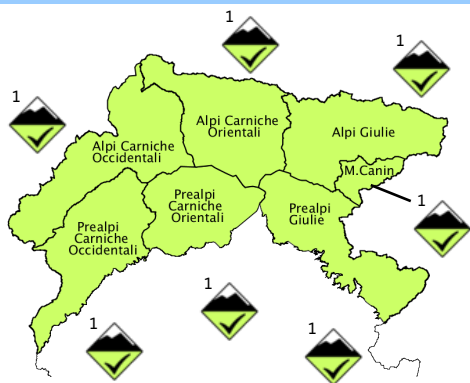 1
1
1
Alpi Carniche
Orientali
Alpi Giulie
Alpi Carniche
Occidentali
M.Canin
1
Prealpi
Carniche
Orientali
Prealpi
Giulie
Prealpi
Carniche
Occidentali
1
1
1